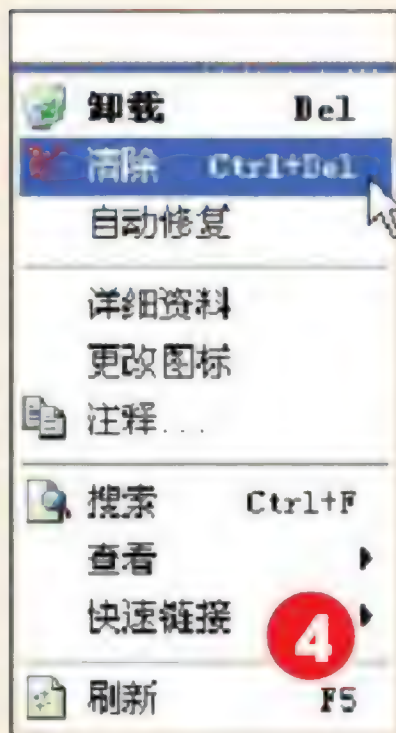 卸载 Del
清除 Ctrl+Del
自动修复
详细资料
更改图标
注释...
搜索 Ctrl+F
查看
快速链接
4
刷新 F5